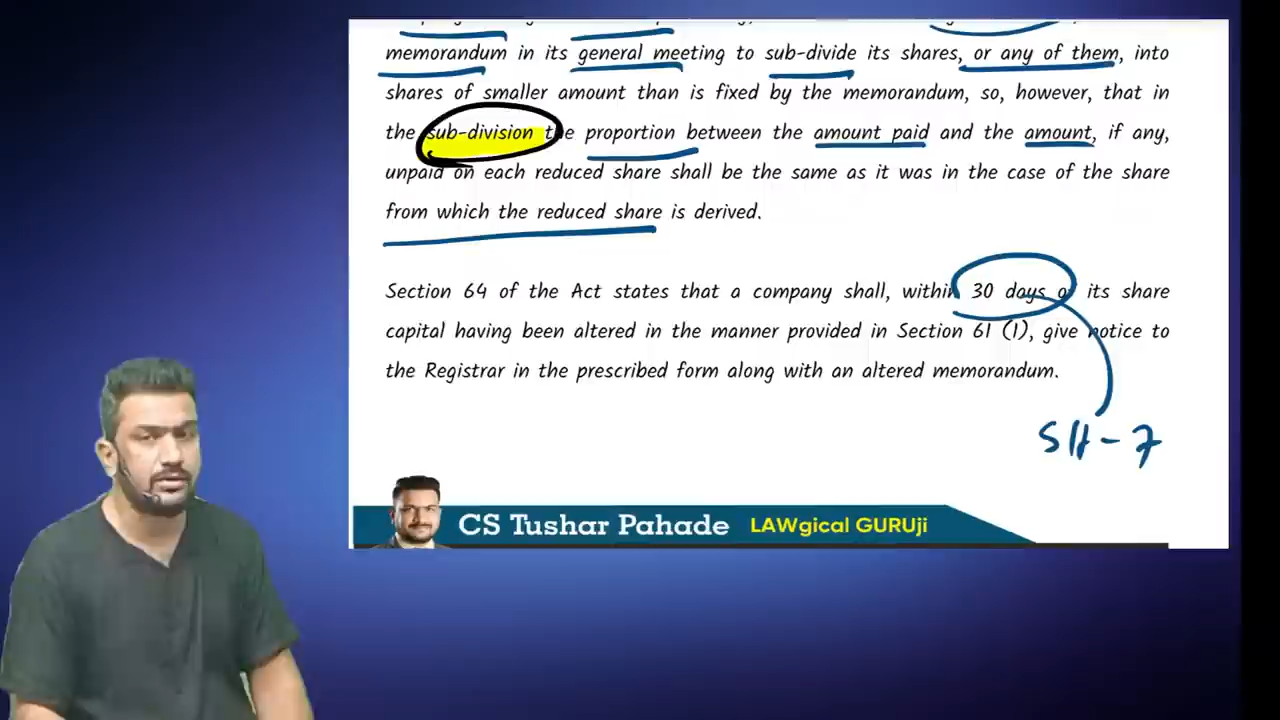 memorandum in its general meeting to sub-divide its shares, or any of them, into
shares of smaller amount than is fixed by the memorandum, so, however, that in
the sub-division the proportion between the amount paid and the amount, if any,
unpaid on each reduced share shall be the same as it was in the case of the share
from which the reduced share is derived.
Section 64 of the Act states that a company shall, within 30 days of its share
capital having been altered in the manner provided in Section 61 (1), give notice to
the Registrar in the prescribed form along with an altered memorandum.
SH-7
CS Tushar Pahade LAWgical GURUji